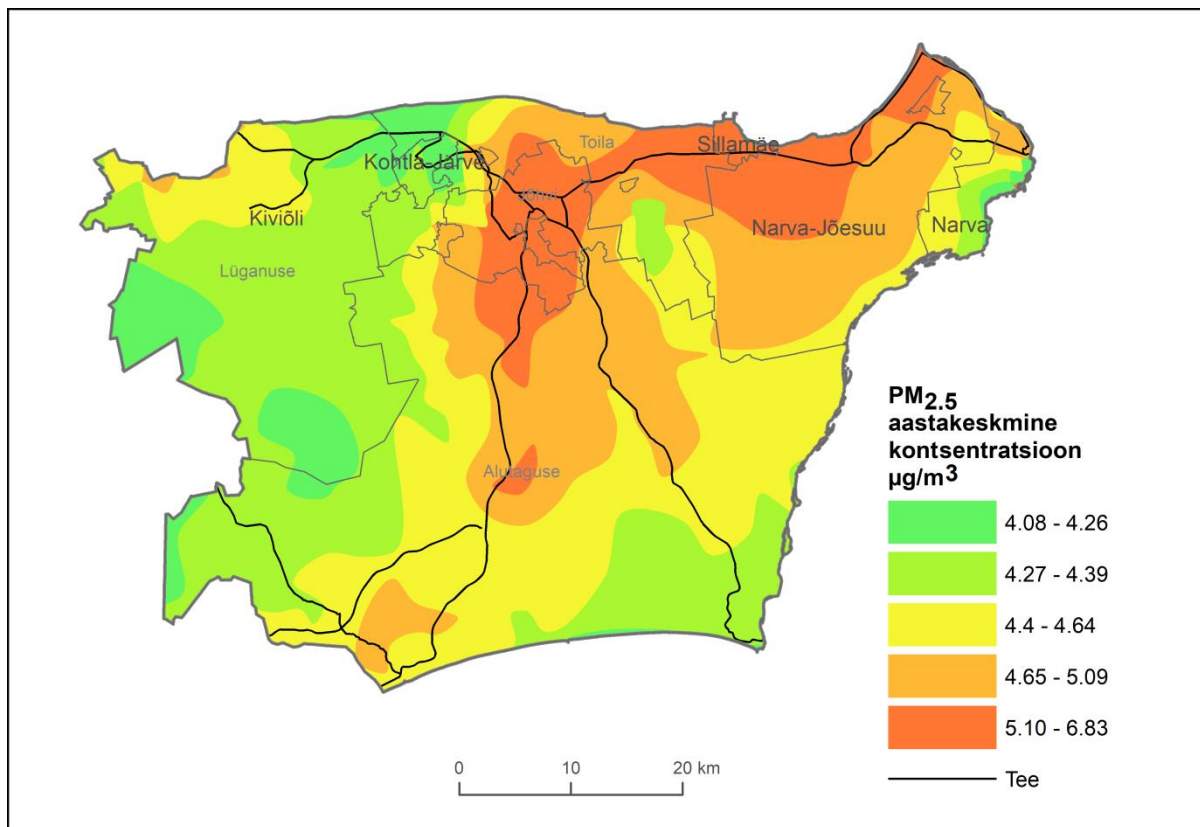 Toila
Sillamäe
Kohtla-Järve
Jõhvi
Kiviõli
Narva-Jõesuu
Narva
Lüganuse
Alutaguse
PM2.5
aastakeskmine
kontsentratsioon
µg/m3
4.08 - 4.26
4.27 - 4.39
4.4 - 4.64
4.65 - 5.09
5.10 - 6.83
Tee
0 10 20 km